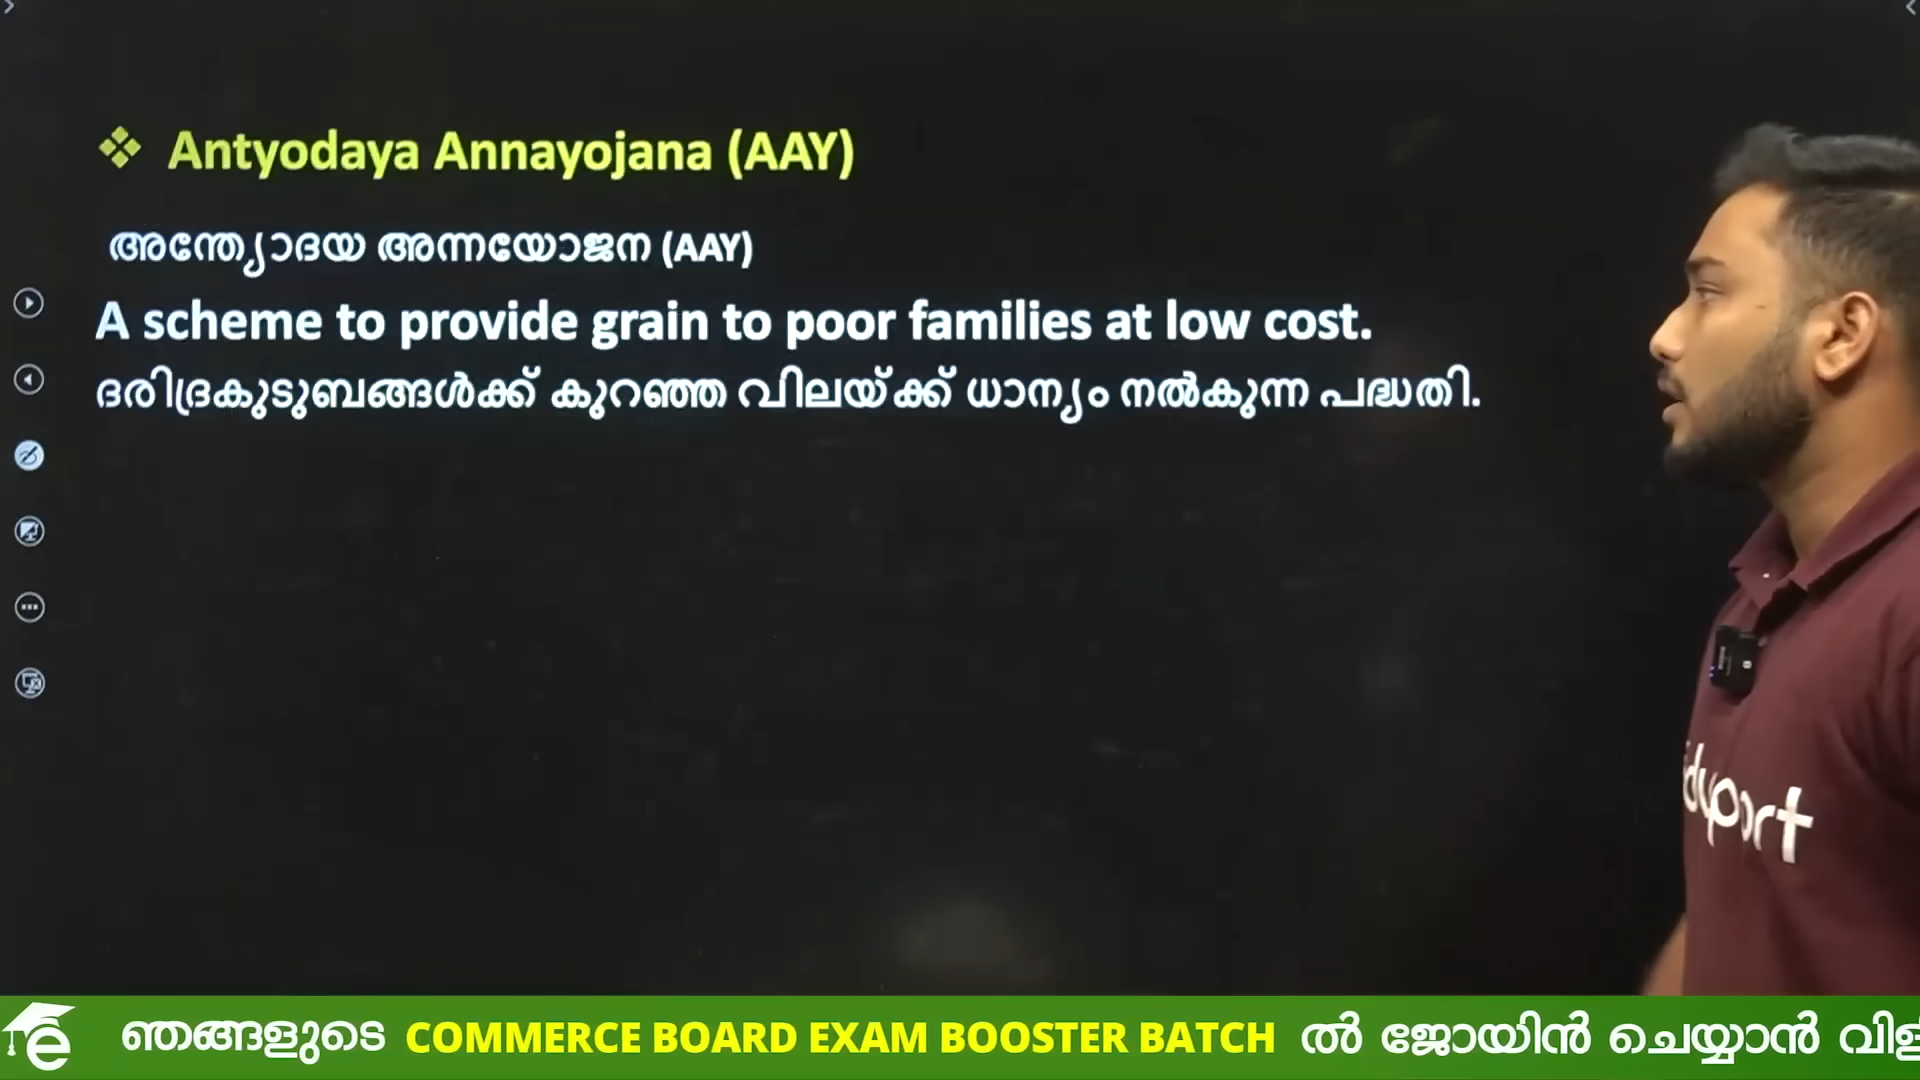 ❖ Antyodaya Annayojana (AAY)
അന്ത്യോദയ അന്നയോജന (AAY)
A scheme to provide grain to poor families at low cost.
ദരിദ്രകുടുബങ്ങൾക്ക് കുറഞ്ഞ വിലയ്ക്ക് ധാന്യം നൽകുന്ന പദ്ധതി.
duport
e ഞങ്ങളുടെ COMMERCE BOARD EXAM BOOSTER BATCH ൽ ജോയിൻ ചെയ്യാൻ